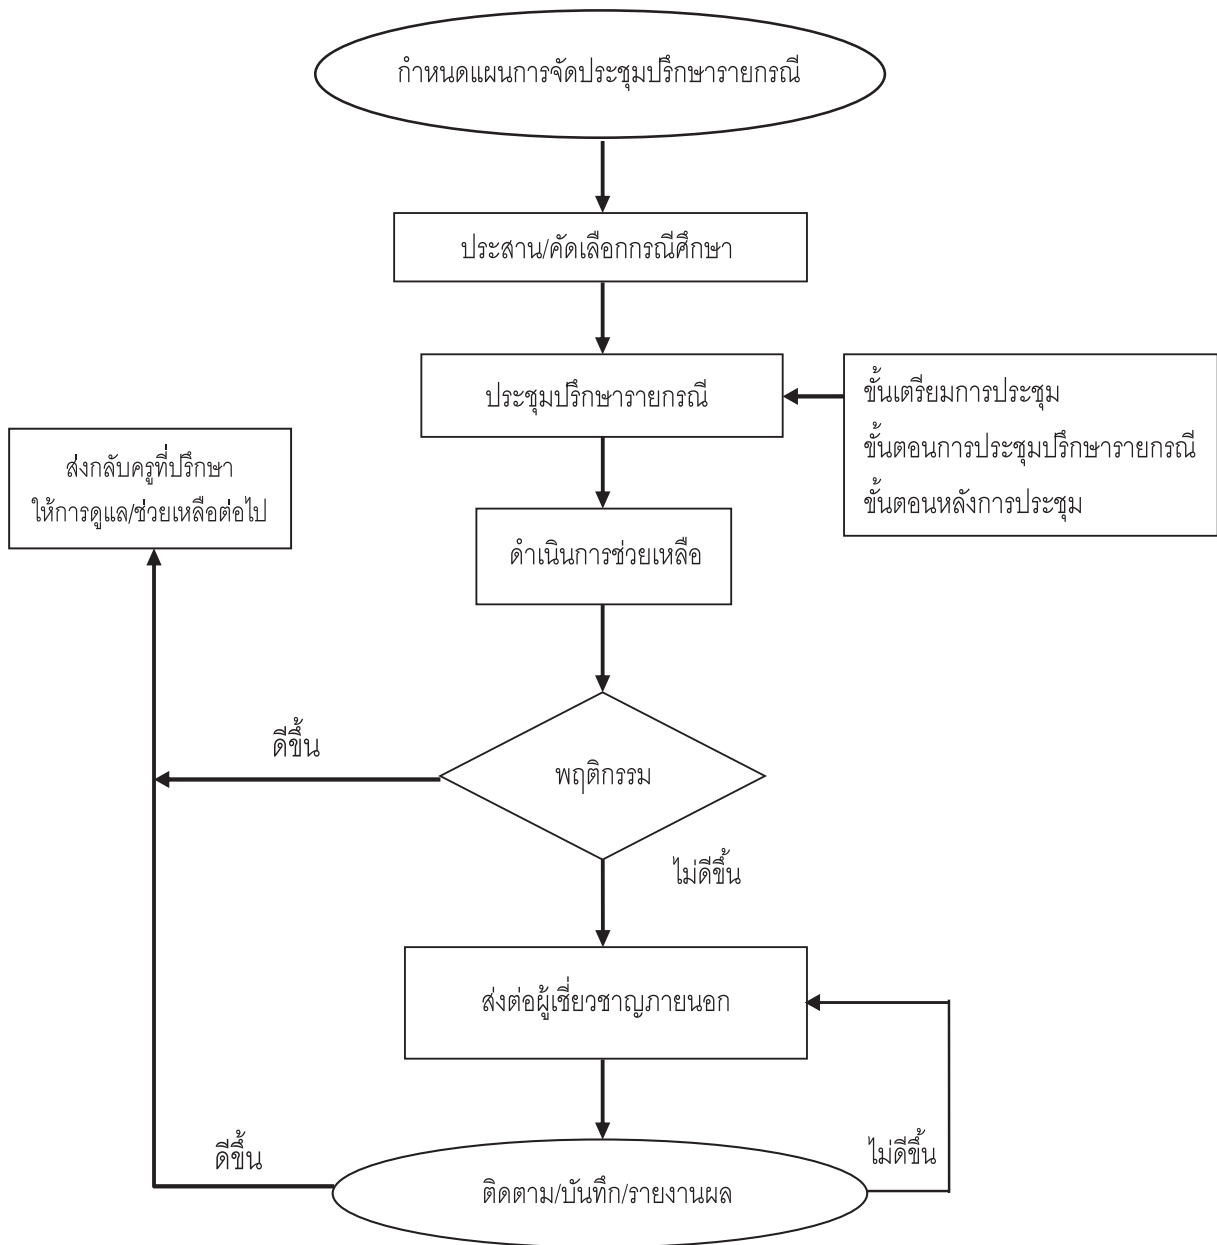 กำหนดแผนการจัดประชุมปรึกษารายกรณี
ประสาน/คัดเลือกกรณีศึกษา
ประชุมปรึกษารายกรณี
ขั้นเตรียมการประชุม
ขั้นตอนการประชุมปรึกษารายกรณี
ขั้นตอนหลังการประชุม
ส่งกลับครูที่ปรึกษา
ให้การดูแล/ช่วยเหลือต่อไป
ดำเนินการช่วยเหลือ
ดีขึ้น
พฤติกรรม
ไม่ดีขึ้น
ส่งต่อผู้เชี่ยวชาญภายนอก
ดีขึ้น
ไม่ดีขึ้น
ติดตาม/บันทึก/รายงานผล